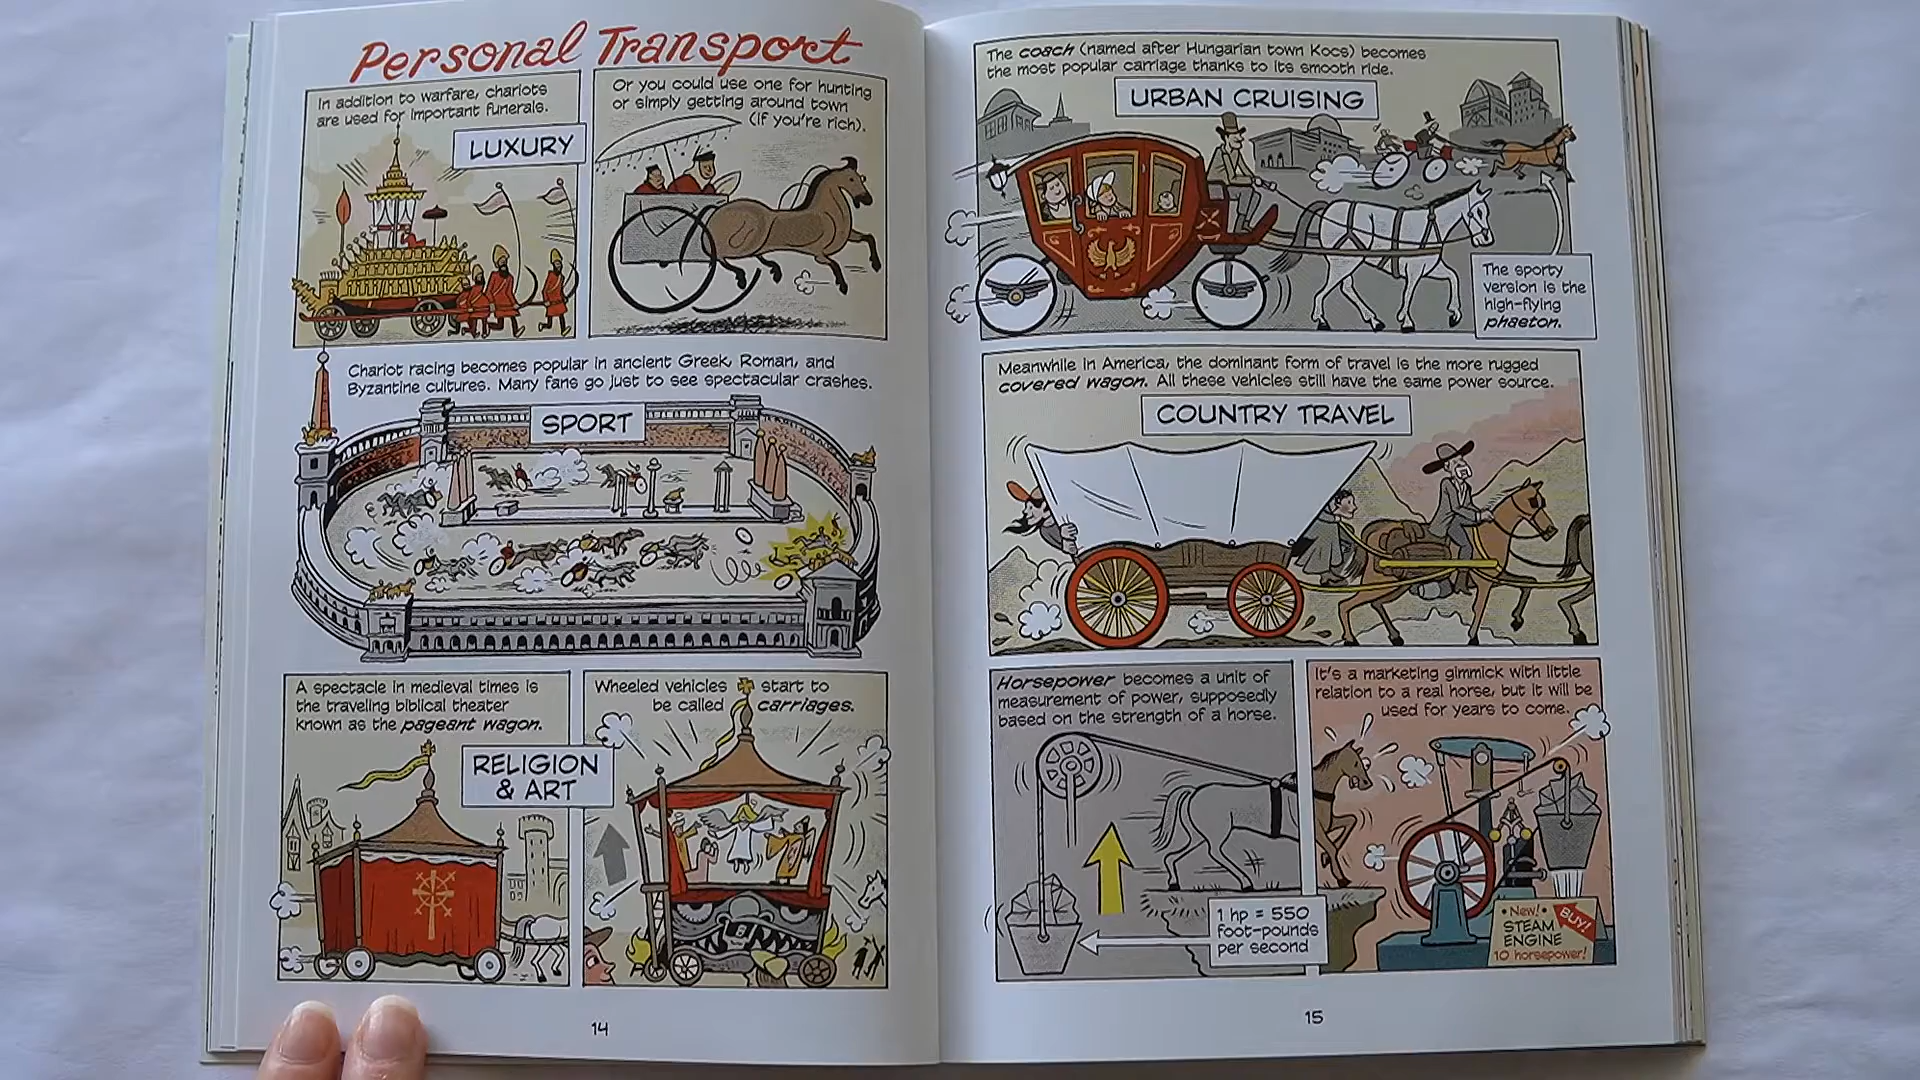 Personal Transport
In addition to warfare, chariots
are used for important funerals.
LUXURY
Or you could use one for hunting
or simply getting around town
(if you're rich).
Chariot racing becomes popular in ancient Greek, Roman, and
Byzantine cultures. Many fans go just to see spectacular crashes.
SPORT
A spectacle in medieval times is
the traveling biblical theater
known as the pageant wagon.
RELIGION
& ART
Wheeled vehicles start to
be called carriages.
14
The coach (named after Hungarian town Kocs) becomes
the most popular carriage thanks to its smooth ride.
URBAN CRUISING
The sporty
version is the
high-flying
phaeton.
Meanwhile in America, the dominant form of travel is the more rugged
covered wagon. All these vehicles still have the same power source.
COUNTRY TRAVEL
Horsepower becomes a unit of
measurement of power, supposedly
based on the strength of a horse.
1 hp = 550
foot-pounds
per second
It's a marketing gimmick with little
relation to a real horse, but it will be
used for years to come.
• New! •
BUY!
STEAM
ENGINE
10 horsepower!
15